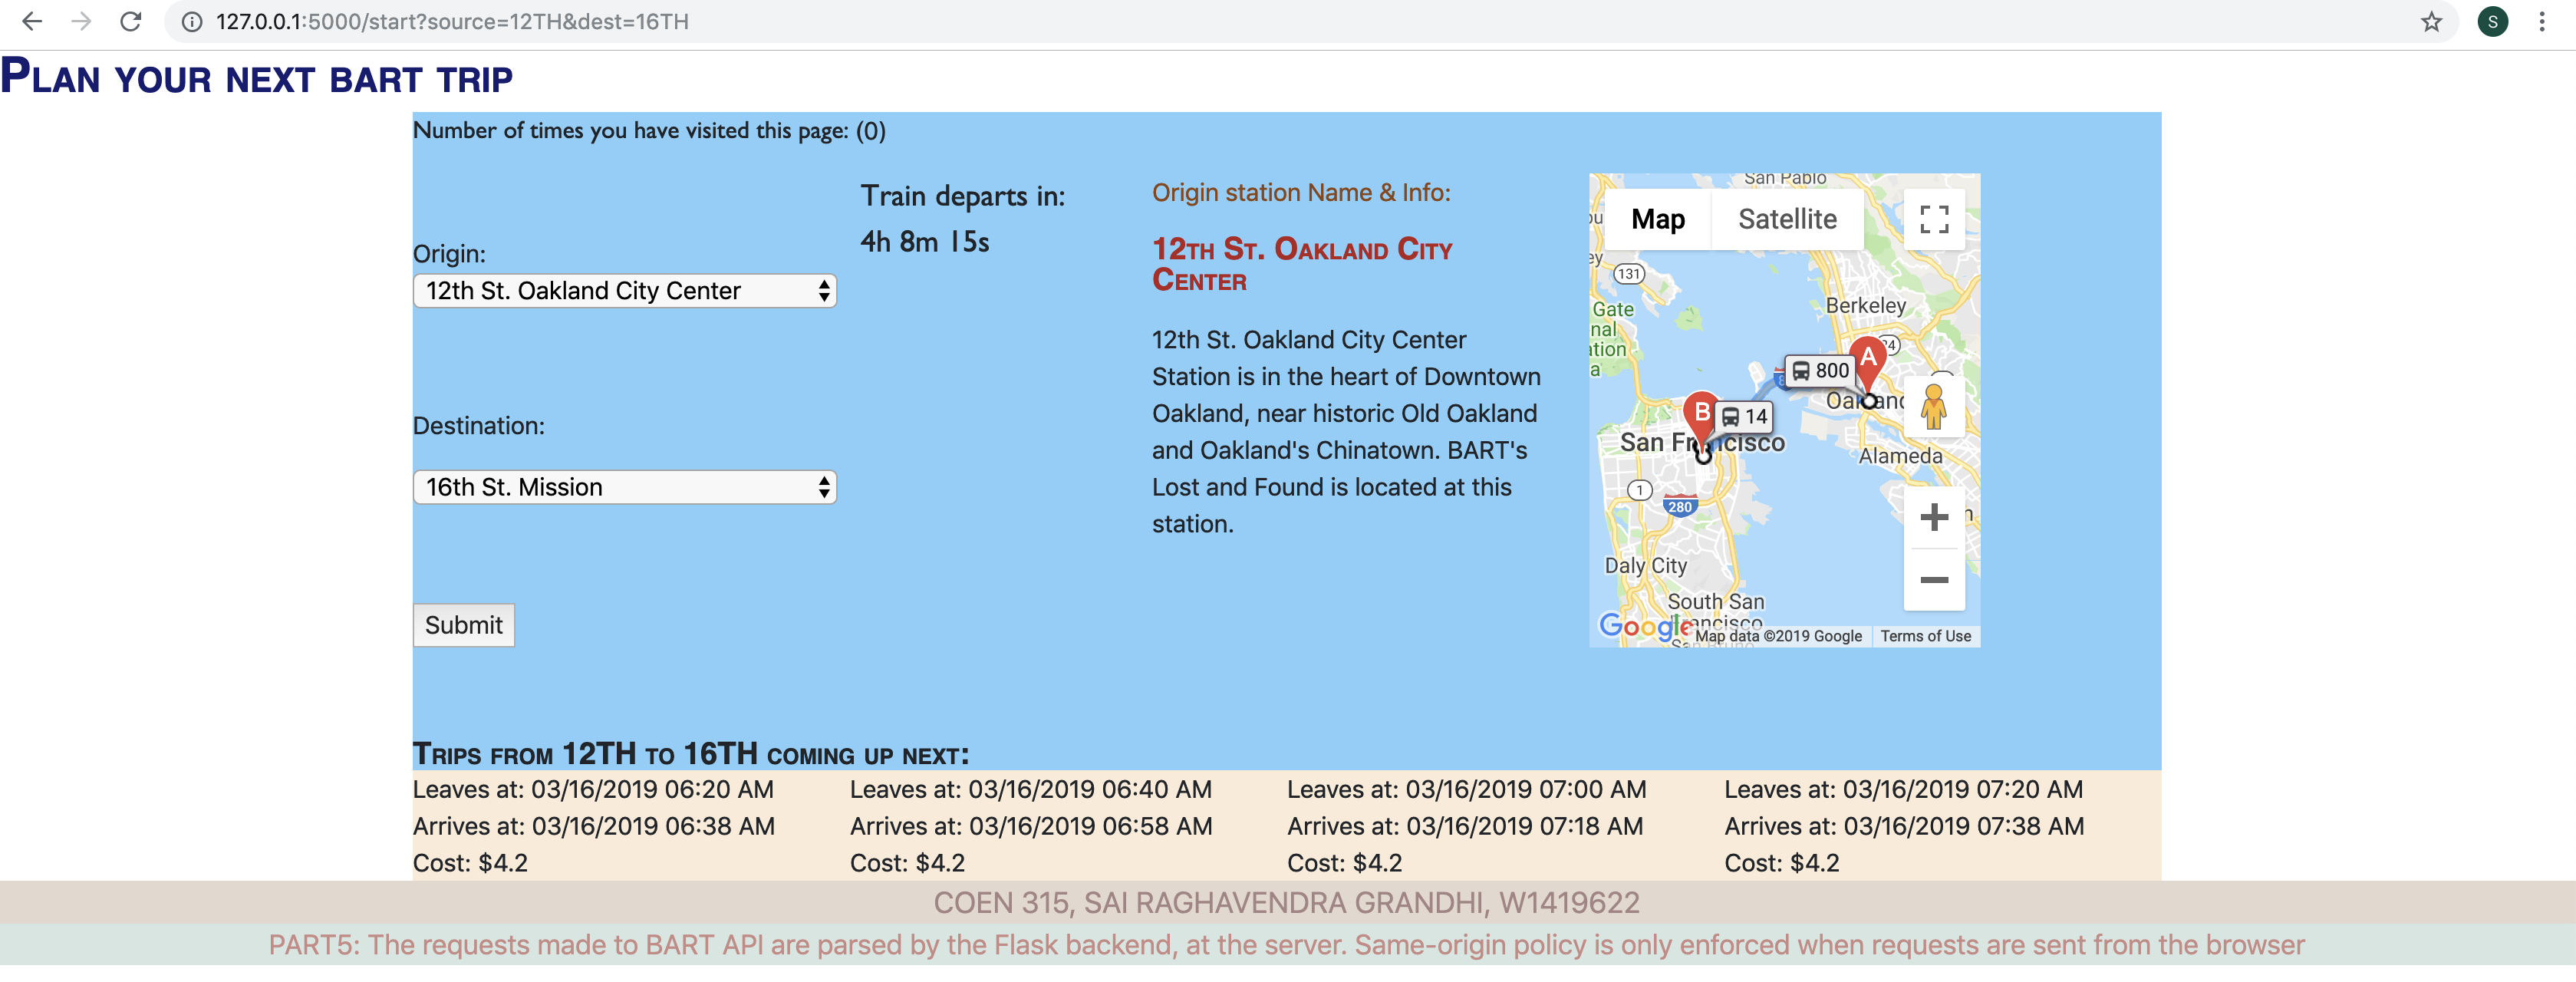 127.0.0.1:5000/start?source=12TH&dest=16TH
S
Plan your next bart trip
Number of times you have visited this page: (0)
Origin:
12th St. Oakland City Center
Destination:
16th St. Mission
Submit
Train departs in:
4h 8m 15s
Origin station Name & Info:
12th St. Oakland City
Center
12th St. Oakland City Center
Station is in the heart of Downtown
Oakland, near historic Old Oakland
and Oakland's Chinatown. BART's
Lost and Found is located at this
station.
San Pablo
Map
Satellite
131
Gate
Berkeley
800
A
B
14
San Francisco
Oakland
Alameda
1
280
Daly City
South San
Francisco
San Bruno
Google
Map data ©2019 Google
Terms of Use
Trips from 12TH to 16TH coming up next:
Leaves at: 03/16/2019 06:20 AM
Arrives at: 03/16/2019 06:38 AM
Cost: $4.2
Leaves at: 03/16/2019 06:40 AM
Arrives at: 03/16/2019 06:58 AM
Cost: $4.2
Leaves at: 03/16/2019 07:00 AM
Arrives at: 03/16/2019 07:18 AM
Cost: $4.2
Leaves at: 03/16/2019 07:20 AM
Arrives at: 03/16/2019 07:38 AM
Cost: $4.2
COEN 315, SAI RAGHAVENDRA GRANDHI, W1419622
PART5: The requests made to BART API are parsed by the Flask backend, at the server. Same-origin policy is only enforced when requests are sent from the browser